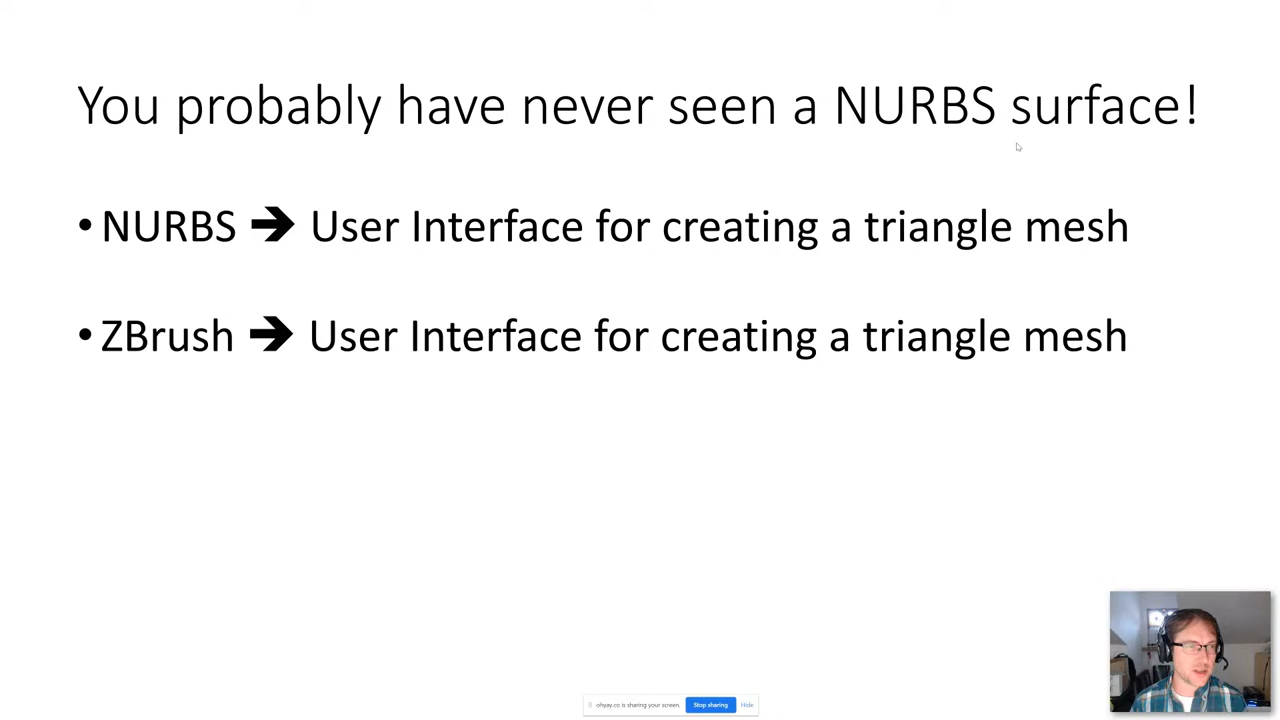 You probably have never seen a NURBS surface!
• NURBS 🡺 User Interface for creating a triangle mesh
• ZBrush 🡺 User Interface for creating a triangle mesh
ohyay.co is sharing your screen. Stop sharing Hide